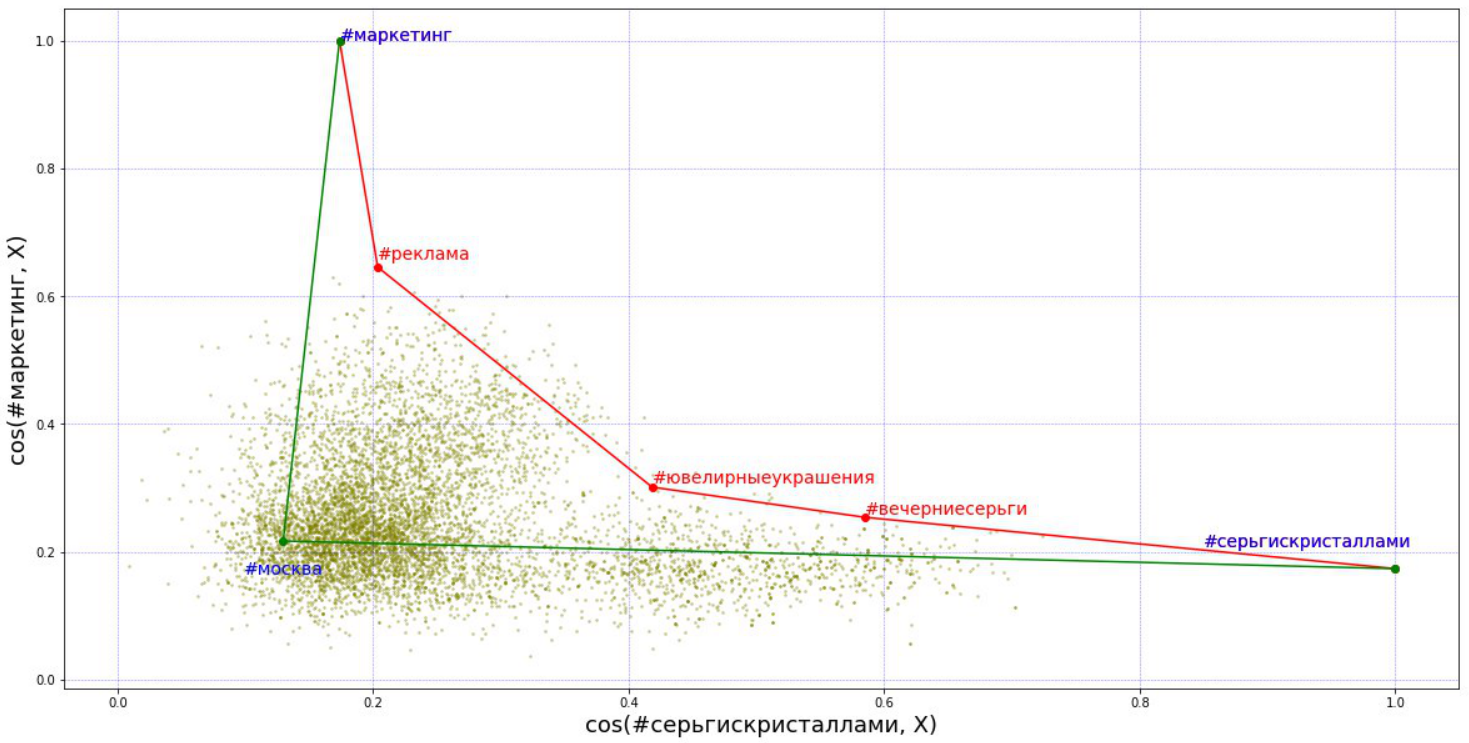 #маркетинг
1.0
0.8
#реклама
0.6
0.4
#ювелирныеукрашения
#вечерниесерьги
#серьгискристаллами
0.2
#москва
0.0
cos(#маркетинг, X)
0.0 0.2 0.4 0.6 0.8 1.0
cos(#серьгискристаллами, X)